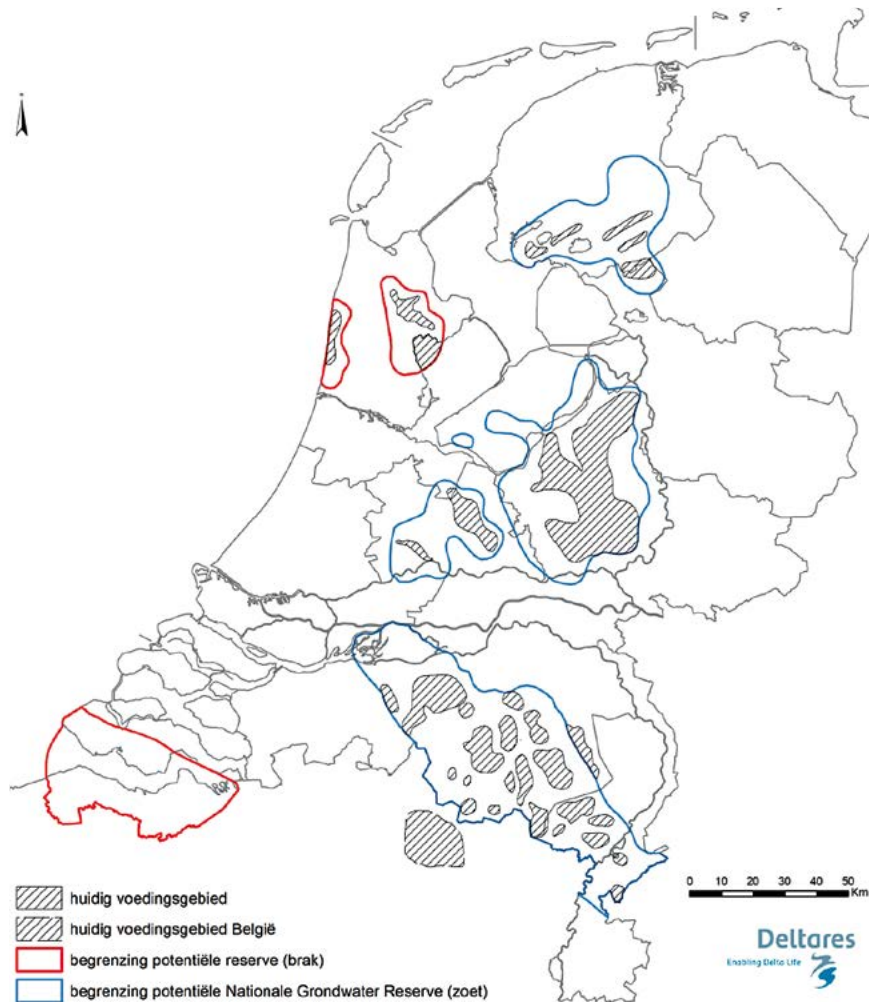 0 10 20 30 40 50
Km
huidig voedingsgebied
huidig voedingsgebied België
begrenzing potentiële reserve (brak)
begrenzing potentiële Nationale Grondwater Reserve (zoet)
Deltares
Enabling Delta Life